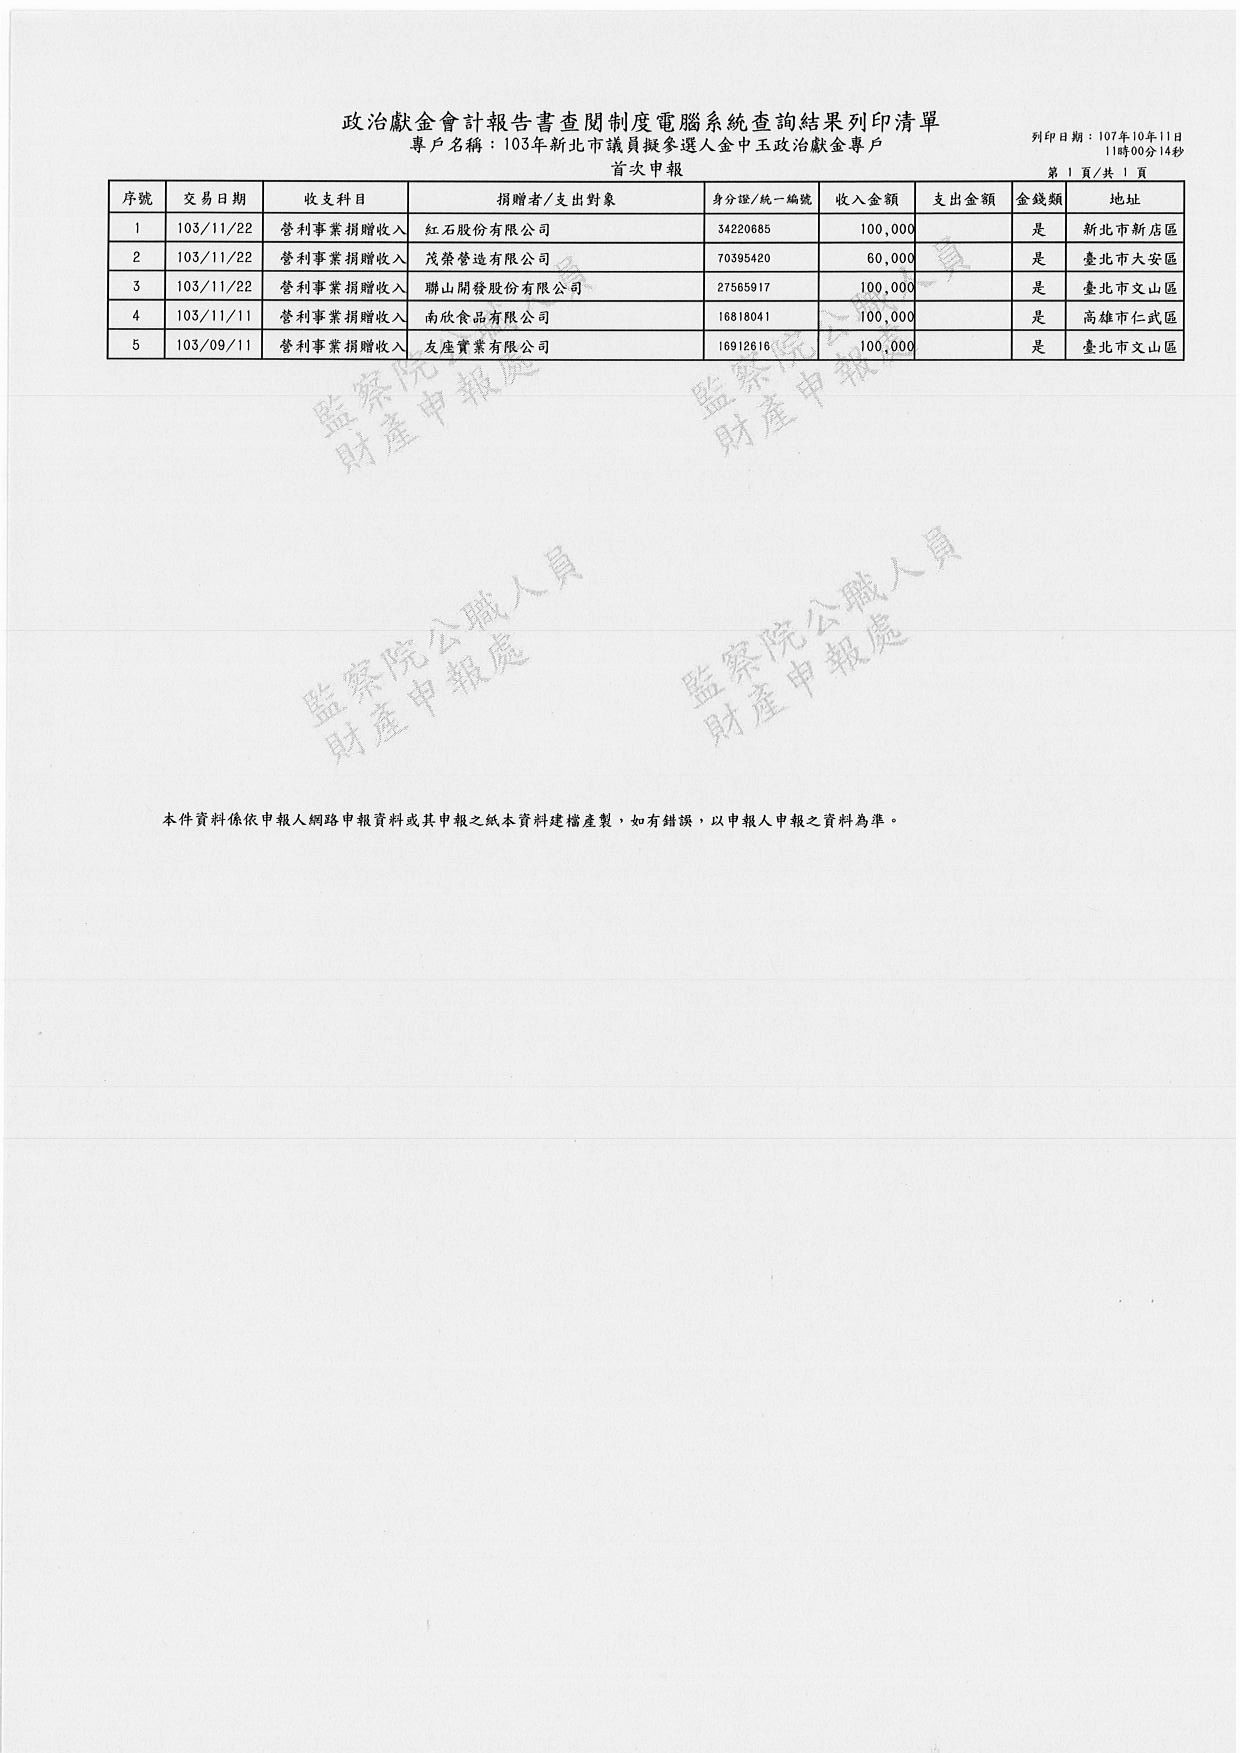 政治獻金會計報告書查閱制度電腦系統查詢結果列印清單
專戶名稱：103年新北市議員擬參選人金中玉政治獻金專戶
首次申報
列印日期：107年10年11日
11時00分14秒
第 1 頁/共 1 頁
序號 交易日期 收支科目 捐贈者/支出對象 身分證/統一編號 收入金額 支出金額 金錢類 地址
1 103/11/22 營利事業捐贈收入 紅石股份有限公司 34220685 100,000 是 新北市新店區
2 103/11/22 營利事業捐贈收入 茂榮營造有限公司 70395420 60,000 是 臺北市大安區
3 103/11/22 營利事業捐贈收入 聯山開發股份有限公司 27565917 100,000 是 臺北市文山區
4 103/11/11 營利事業捐贈收入 南欣食品有限公司 16818041 100,000 是 高雄市仁武區
5 103/09/11 營利事業捐贈收入 友座實業有限公司 16912616 100,000 是 臺北市文山區
監察院公職人員
財產申報處
監察院公職人員
財產申報處
監察院公職人員
財產申報處
監察院公職人員
財產申報處
本件資料係依申報人網路申報資料或其申報之紙本資料建檔產製，如有錯誤，以申報人申報之資料為準。